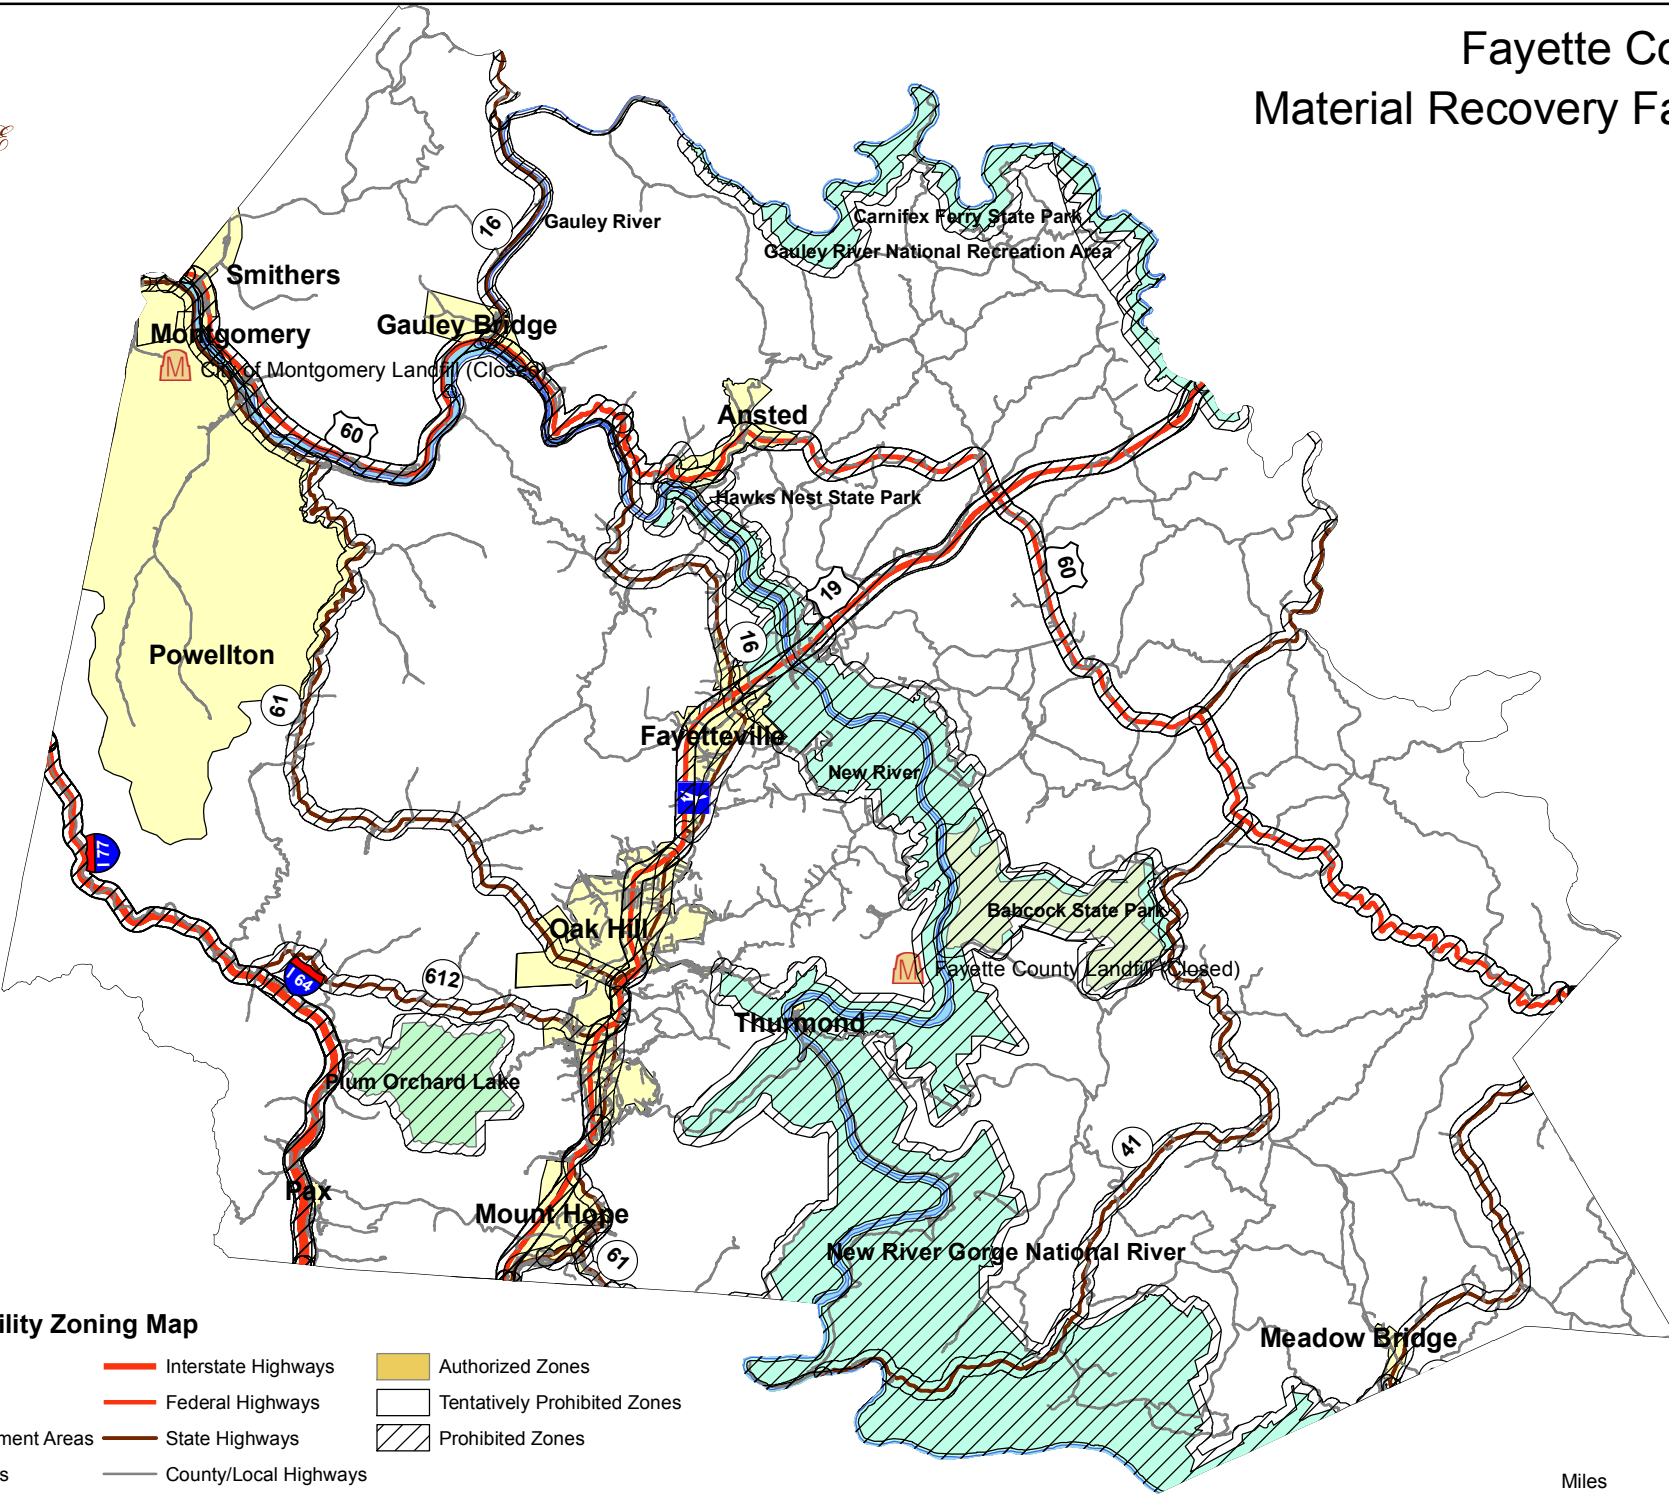 Fayette Co
Material Recovery Fa
16
Gauley River
Carnifex Ferry State Park
Gauley River National Recreation Area
Smithers
Montgomery
Gauley Bridge
M
City of Montgomery Landfill (Closed)
60
Ansted
Hawks Nest State Park
60
19
16
Powellton
61
Fayetteville
New River
I 77
Babcock State Park
Oak Hill
M
Fayette County Landfill (Closed)
612
I 64
Thurmond
Plum Orchard Lake
41
Pax
Mount Hope
61
New River Gorge National River
Meadow Bridge
ility Zoning Map
Interstate Highways
Authorized Zones
Federal Highways
Tentatively Prohibited Zones
ment Areas
State Highways
Prohibited Zones
s
County/Local Highways
Miles